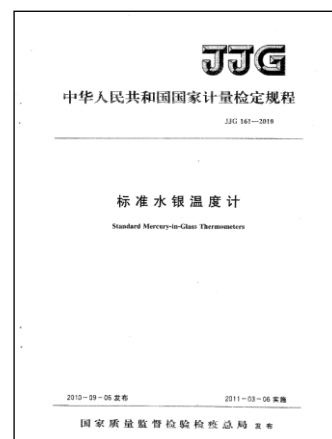 JJG
中华人民共和国国家计量检定规程
JJG 161—2010
标准水银温度计
Standard Mercury-in-Glass Thermometers
2010-09-06 发布 2011-03-06 实施
国家质量监督检验检疫总局 发布